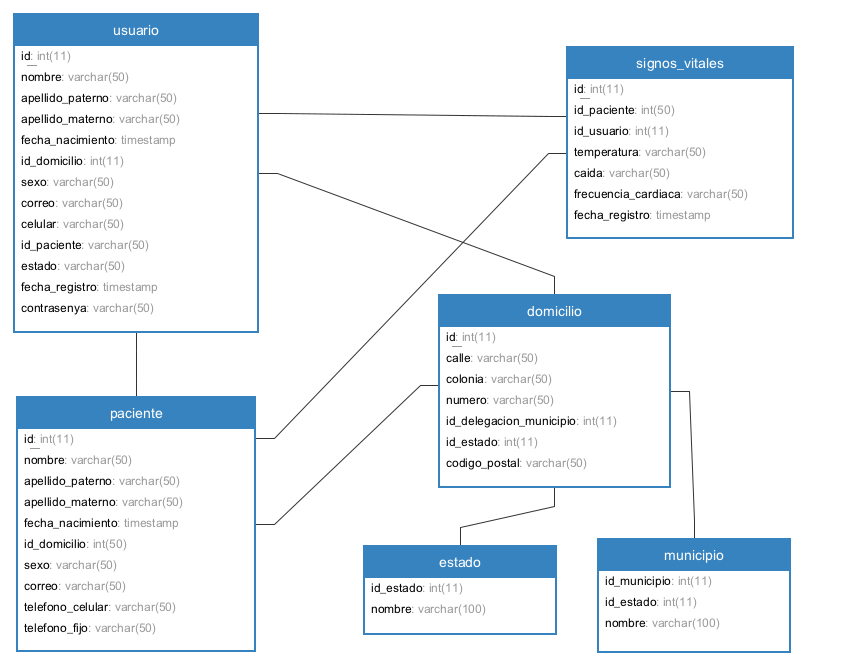 usuario
id: int(11)
nombre: varchar(50)
apellido_paterno: varchar(50)
apellido_materno: varchar(50)
fecha_nacimiento: timestamp
id_domicilio: int(11)
sexo: varchar(50)
correo: varchar(50)
celular: varchar(50)
id_paciente: varchar(50)
estado: varchar(50)
fecha_registro: timestamp
contrasenya: varchar(50)
signos_vitales
id: int(11)
id_paciente: int(50)
id_usuario: int(11)
temperatura: varchar(50)
caida: varchar(50)
frecuencia_cardiaca: varchar(50)
fecha_registro: timestamp
domicilio
id: int(11)
calle: varchar(50)
colonia: varchar(50)
numero: varchar(50)
id_delegacion_municipio: int(11)
id_estado: int(11)
codigo_postal: varchar(50)
paciente
id: int(11)
nombre: varchar(50)
apellido_paterno: varchar(50)
apellido_materno: varchar(50)
fecha_nacimiento: timestamp
id_domicilio: int(50)
sexo: varchar(50)
correo: varchar(50)
telefono_celular: varchar(50)
telefono_fijo: varchar(50)
estado
id_estado: int(11)
nombre: varchar(100)
municipio
id_municipio: int(11)
id_estado: int(11)
nombre: varchar(100)